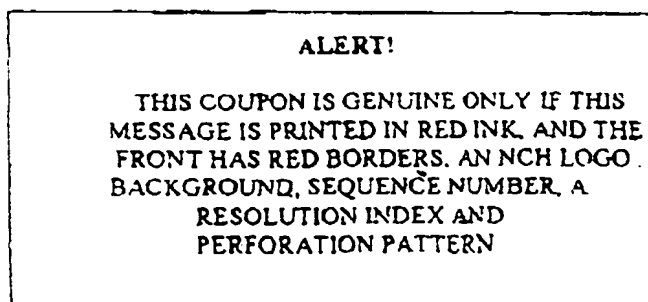 ALERT!
THIS COUPON IS GENUINE ONLY IF THIS
MESSAGE IS PRINTED IN RED INK, AND THE
FRONT HAS RED BORDERS. AN NCH LOGO.
BACKGROUND, SEQUENCE NUMBER, A
RESOLUTION INDEX AND
PERFORATION PATTERN